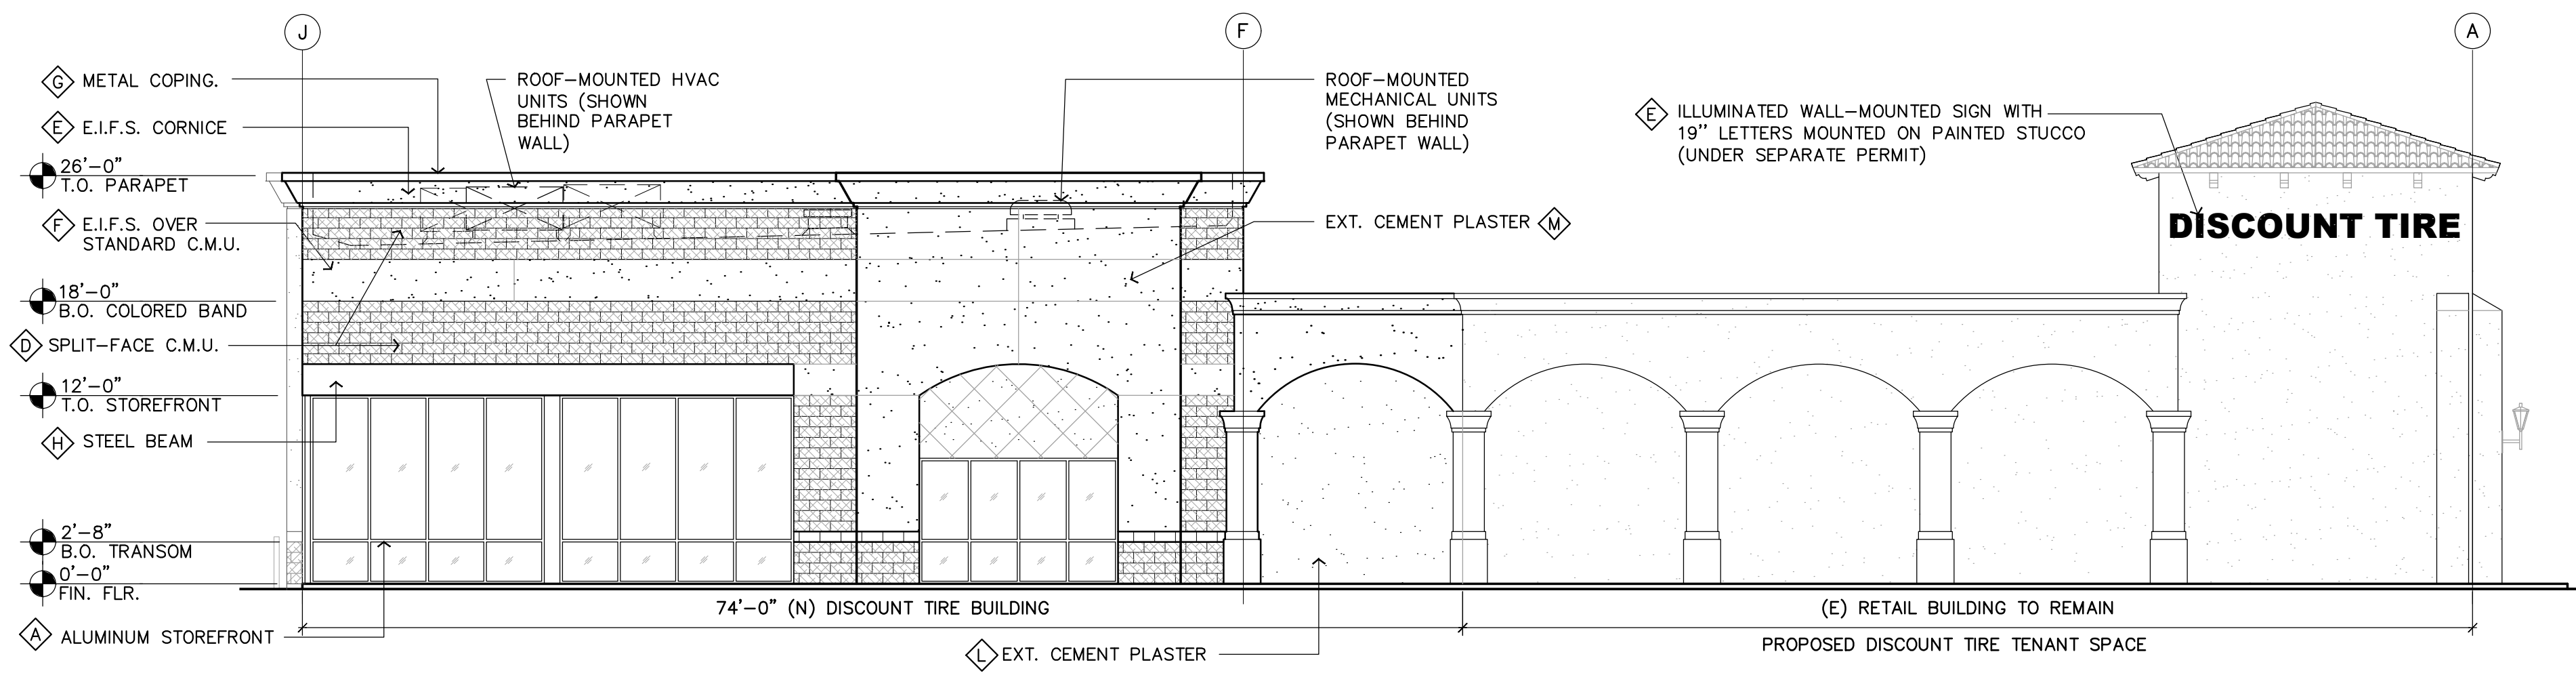 J
F
A
G METAL COPING.
E E.I.F.S. CORNICE
26'-0"
T.O. PARAPET
F E.I.F.S. OVER
STANDARD C.M.U.
18'-0"
B.O. COLORED BAND
D SPLIT-FACE C.M.U.
12'-0"
T.O. STOREFRONT
H STEEL BEAM
2'-8"
B.O. TRANSOM
0'-0"
FIN. FLR.
A ALUMINUM STOREFRONT
ROOF-MOUNTED HVAC
UNITS (SHOWN
BEHIND PARAPET
WALL)
ROOF-MOUNTED
MECHANICAL UNITS
(SHOWN BEHIND
PARAPET WALL)
EXT. CEMENT PLASTER M
E ILLUMINATED WALL-MOUNTED SIGN WITH
19" LETTERS MOUNTED ON PAINTED STUCCO
(UNDER SEPARATE PERMIT)
DISCOUNT TIRE
74'-0" (N) DISCOUNT TIRE BUILDING
(E) RETAIL BUILDING TO REMAIN
L EXT. CEMENT PLASTER
PROPOSED DISCOUNT TIRE TENANT SPACE